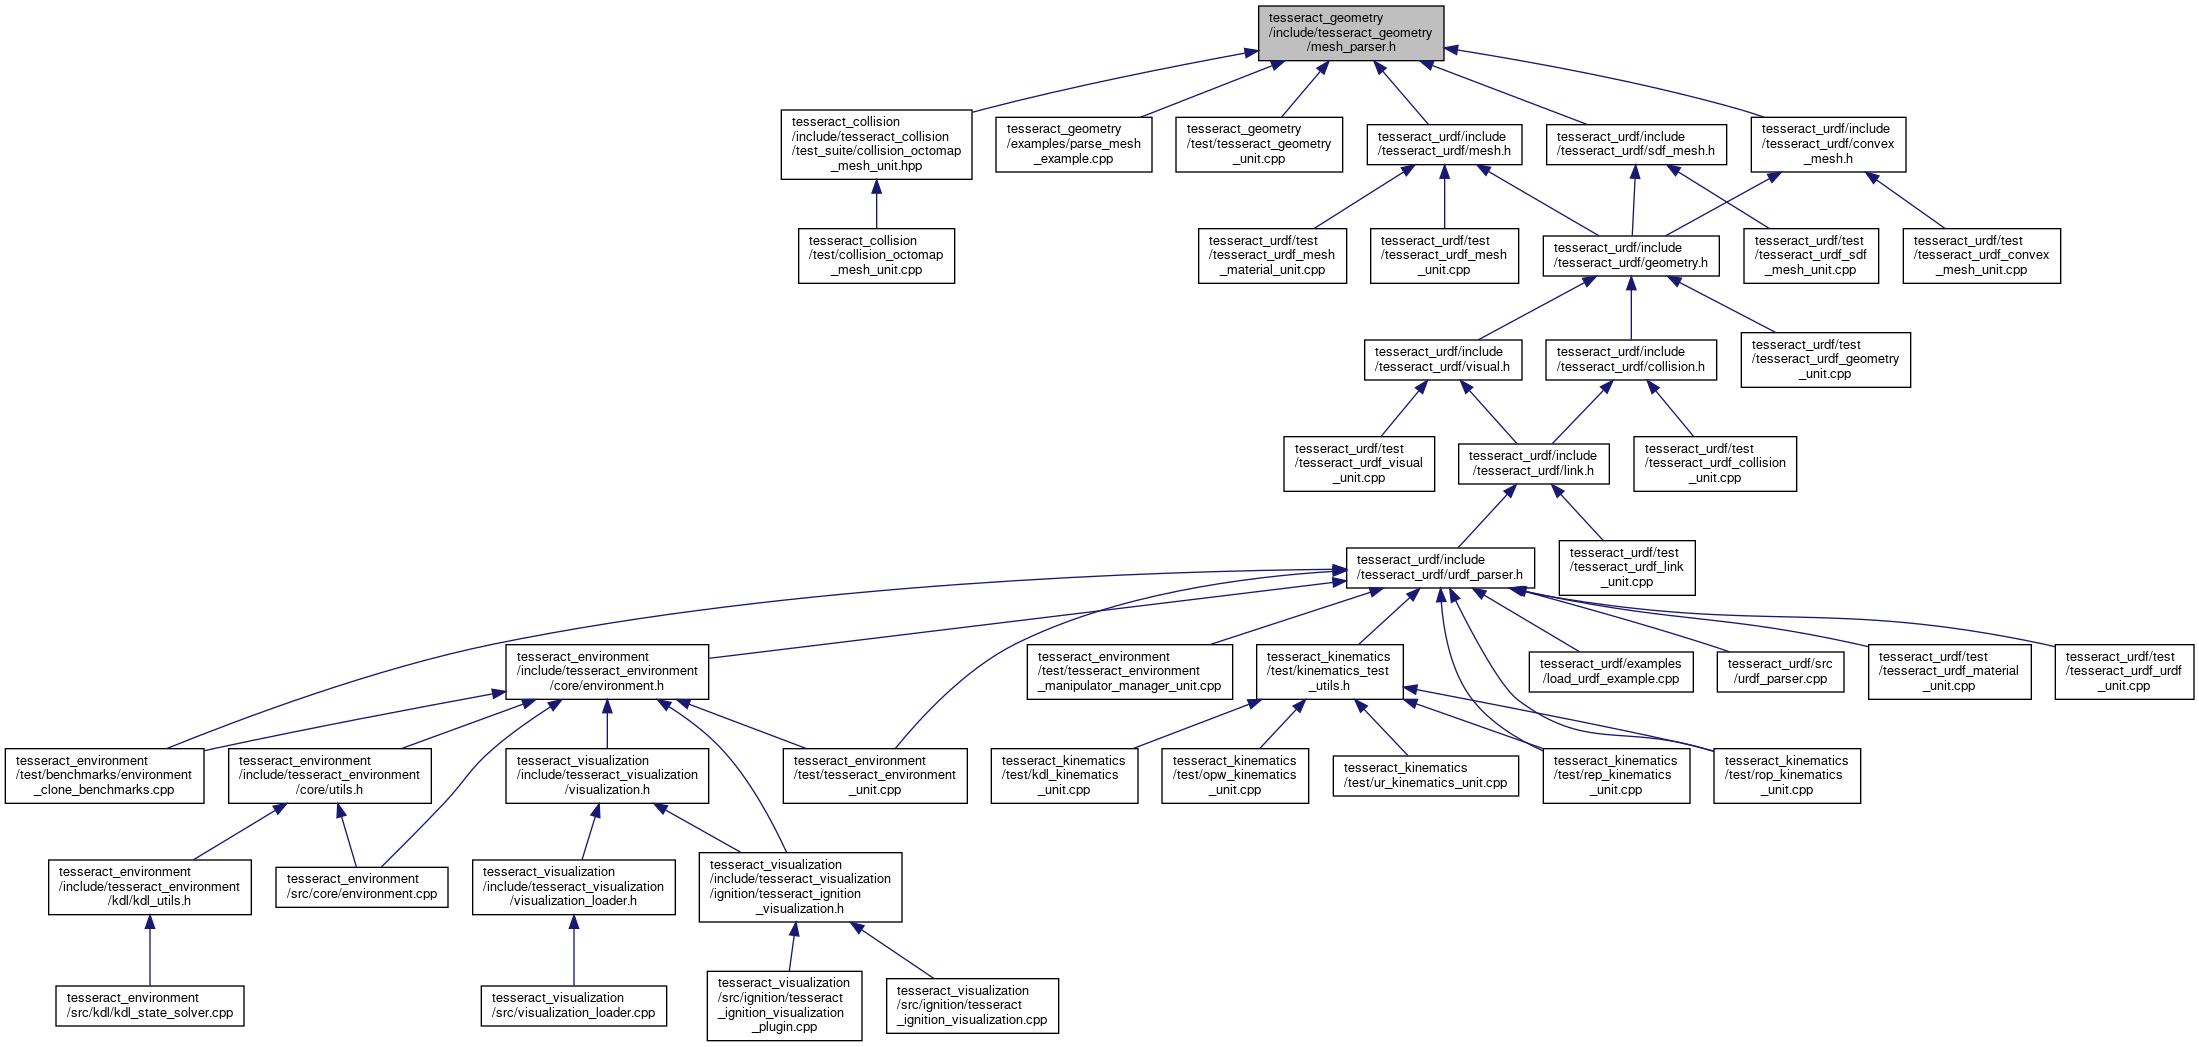 tesseract_geometry
/include/tesseract_geometry
/mesh_parser.h
tesseract_collision
/include/tesseract_collision
/test_suite/collision_octomap
_mesh_unit.hpp
tesseract_geometry
/examples/parse_mesh
_example.cpp
tesseract_geometry
/test/tesseract_geometry
_unit.cpp
tesseract_urdf/include
/tesseract_urdf/mesh.h
tesseract_urdf/include
/tesseract_urdf/sdf_mesh.h
tesseract_urdf/include
/tesseract_urdf/convex
_mesh.h
tesseract_collision
/test/collision_octomap
_mesh_unit.cpp
tesseract_urdf/test
/tesseract_urdf_mesh
_material_unit.cpp
tesseract_urdf/test
/tesseract_urdf_mesh
_unit.cpp
tesseract_urdf/include
/tesseract_urdf/geometry.h
tesseract_urdf/test
/tesseract_urdf_sdf
_mesh_unit.cpp
tesseract_urdf/test
/tesseract_urdf_convex
_mesh_unit.cpp
tesseract_urdf/include
/tesseract_urdf/visual.h
tesseract_urdf/include
/tesseract_urdf/collision.h
tesseract_urdf/test
/tesseract_urdf_geometry
_unit.cpp
tesseract_urdf/test
/tesseract_urdf_visual
_unit.cpp
tesseract_urdf/include
/tesseract_urdf/link.h
tesseract_urdf/test
/tesseract_urdf_collision
_unit.cpp
tesseract_urdf/include
/tesseract_urdf/urdf_parser.h
tesseract_urdf/test
/tesseract_urdf_link
_unit.cpp
tesseract_environment
/include/tesseract_environment
/core/environment.h
tesseract_environment
/test/tesseract_environment
_manipulator_manager_unit.cpp
tesseract_kinematics
/test/kinematics_test
_utils.h
tesseract_urdf/examples
/load_urdf_example.cpp
tesseract_urdf/src
/urdf_parser.cpp
tesseract_urdf/test
/tesseract_urdf_material
_unit.cpp
tesseract_urdf/test
/tesseract_urdf_urdf
_unit.cpp
tesseract_environment
/test/benchmarks/environment
_clone_benchmarks.cpp
tesseract_environment
/include/tesseract_environment
/core/utils.h
tesseract_visualization
/include/tesseract_visualization
/visualization.h
tesseract_environment
/test/tesseract_environment
_unit.cpp
tesseract_kinematics
/test/kdl_kinematics
_unit.cpp
tesseract_kinematics
/test/opw_kinematics
_unit.cpp
tesseract_kinematics
/test/ur_kinematics_unit.cpp
tesseract_kinematics
/test/rep_kinematics
_unit.cpp
tesseract_kinematics
/test/rop_kinematics
_unit.cpp
tesseract_environment
/include/tesseract_environment
/kdl/kdl_utils.h
tesseract_environment
/src/core/environment.cpp
tesseract_visualization
/include/tesseract_visualization
/visualization_loader.h
tesseract_visualization
/include/tesseract_visualization
/ignition/tesseract_ignition
_visualization.h
tesseract_environment
/src/kdl/kdl_state_solver.cpp
tesseract_visualization
/src/visualization_loader.cpp
tesseract_visualization
/src/ignition/tesseract
_ignition_visualization
_plugin.cpp
tesseract_visualization
/src/ignition/tesseract
_ignition_visualization.cpp